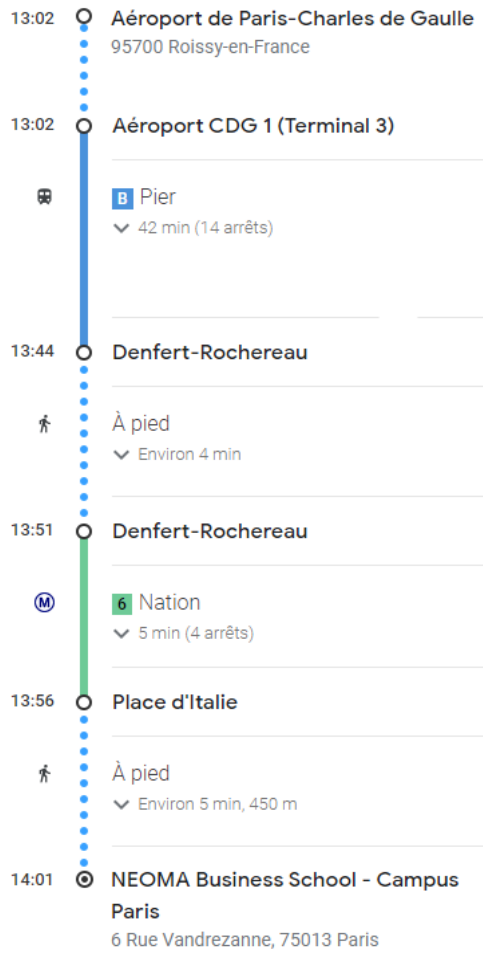 13:02 Aéroport de Paris-Charles de Gaulle
95700 Roissy-en-France
13:02 Aéroport CDG 1 (Terminal 3)
B Pier
42 min (14 arrêts)
13:44 Denfert-Rochereau
À pied
Environ 4 min
13:51 Denfert-Rochereau
M 6 Nation
5 min (4 arrêts)
13:56 Place d'Italie
À pied
Environ 5 min, 450 m
14:01 NEOMA Business School - Campus
Paris
6 Rue Vandrezanne, 75013 Paris